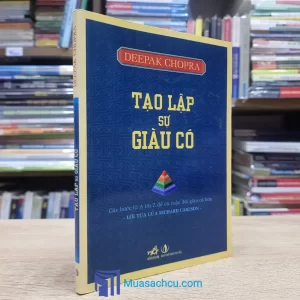 DEEPAK CHOPRA
TẠO LẬP
SỰ
GIÀU CÓ
LỜI TỰA CỦA RICHARD CARLSON
TẠO LẬP SỰ GIÀU CÓ
Muasachcu.com